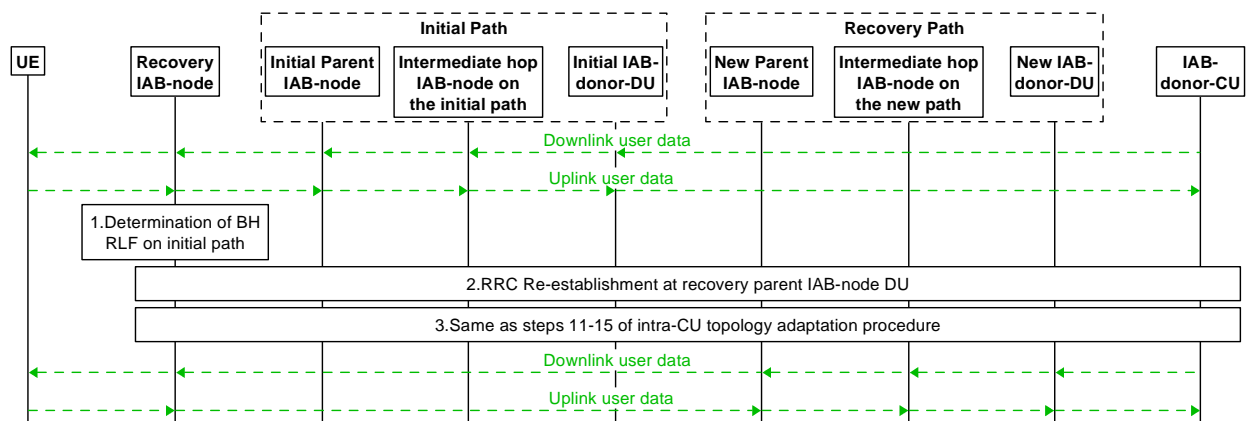 Initial Path
Recovery Path
UE
Recovery
IAB-node
Initial Parent
IAB-node
Intermediate hop
IAB-node on
the initial path
Initial IAB-
donor-DU
New Parent
IAB-node
Intermediate hop
IAB-node on
the new path
New IAB-
donor-DU
IAB-
donor-CU
Downlink user data
Uplink user data
1.Determination of BH
RLF on initial path
2.RRC Re-establishment at recovery parent IAB-node DU
3.Same as steps 11-15 of intra-CU topology adaptation procedure
Downlink user data
Uplink user data